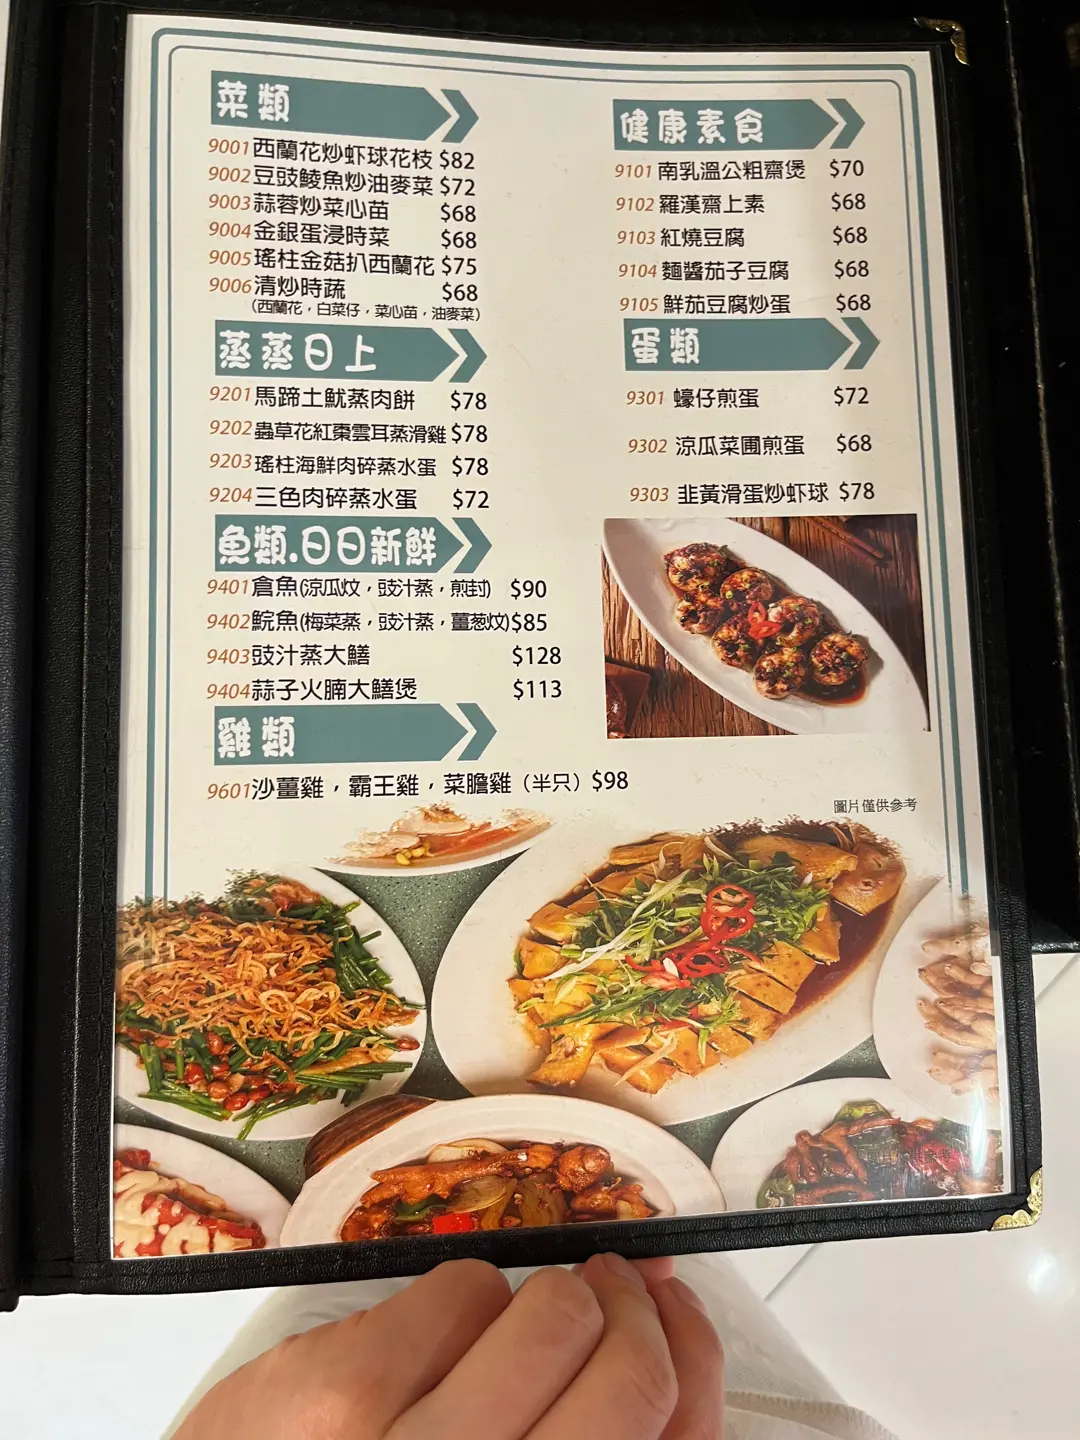 菜類
9001 西蘭花炒虾球花枝 $82
9002 豆豉鯪魚炒油麥菜 $72
9003 蒜蓉炒菜心苗 $68
9004 金銀蛋浸時菜 $68
9005 瑤柱金菇扒西蘭花 $75
9006 清炒時蔬 $68
(西蘭花，白菜仔，菜心苗，油麥菜)
蒸蒸日上
9201 馬蹄土魷蒸肉餅 $78
9202 蟲草花紅棗雲耳蒸滑雞 $78
9203 瑤柱海鮮肉碎蒸水蛋 $78
9204 三色肉碎蒸水蛋 $72
魚類.日日新鮮
9401 倉魚(涼瓜炆，豉汁蒸，煎封) $90
9402 鯇魚(梅菜蒸，豉汁蒸，薑葱炆) $85
9403 豉汁蒸大鱔 $128
9404 蒜子火腩大鱔煲 $113
雞類
9601 沙薑雞，霸王雞，菜膽雞（半只）$98
健康素食
9101 南乳溫公粗齋煲 $70
9102 羅漢齋上素 $68
9103 紅燒豆腐 $68
9104 麵醬茄子豆腐 $68
9105 鮮茄豆腐炒蛋 $68
蛋類
9301 蠔仔煎蛋 $72
9302 涼瓜菜圃煎蛋 $68
9303 韭黃滑蛋炒虾球 $78
圖片僅供參考